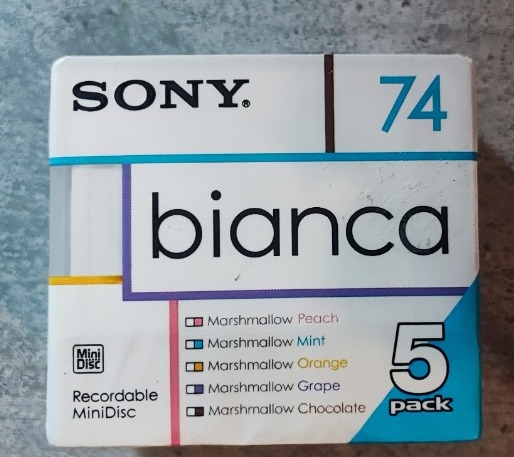 SONY®
74
bianca
Marshmallow Peach
Marshmallow Mint
Marshmallow Orange
Marshmallow Grape
Marshmallow Chocolate
Mini
Disc
Recordable
MiniDisc
5
pack